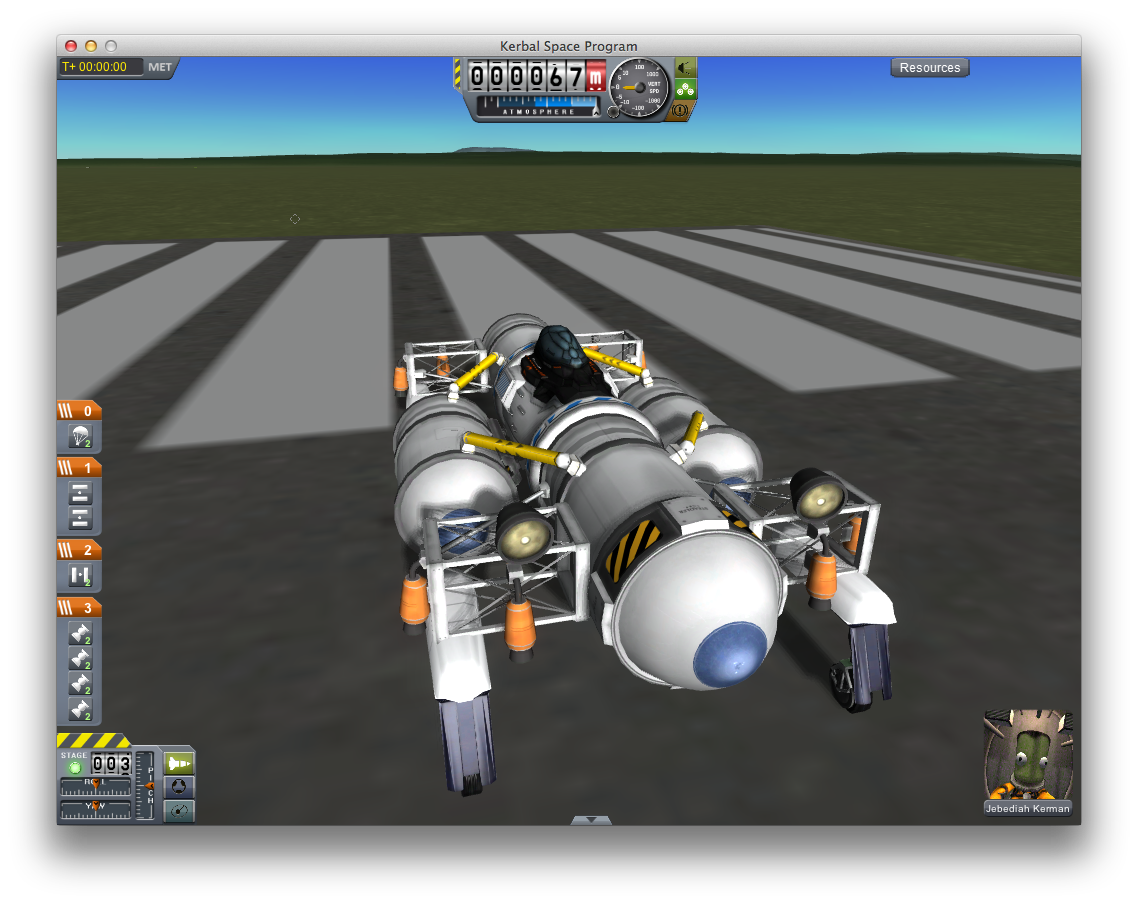 Kerbal Space Program
T+ 00:00:00 MET
000067m
Resources
100
10
1000
5
0
VERT
SPD
-5
-10
-1000
-100
ATMOSPHERE
0
2
1
2
2
3
2
2
2
2
STAGE
003
ROLL
YAW
PITCH
Jebediah Kerman